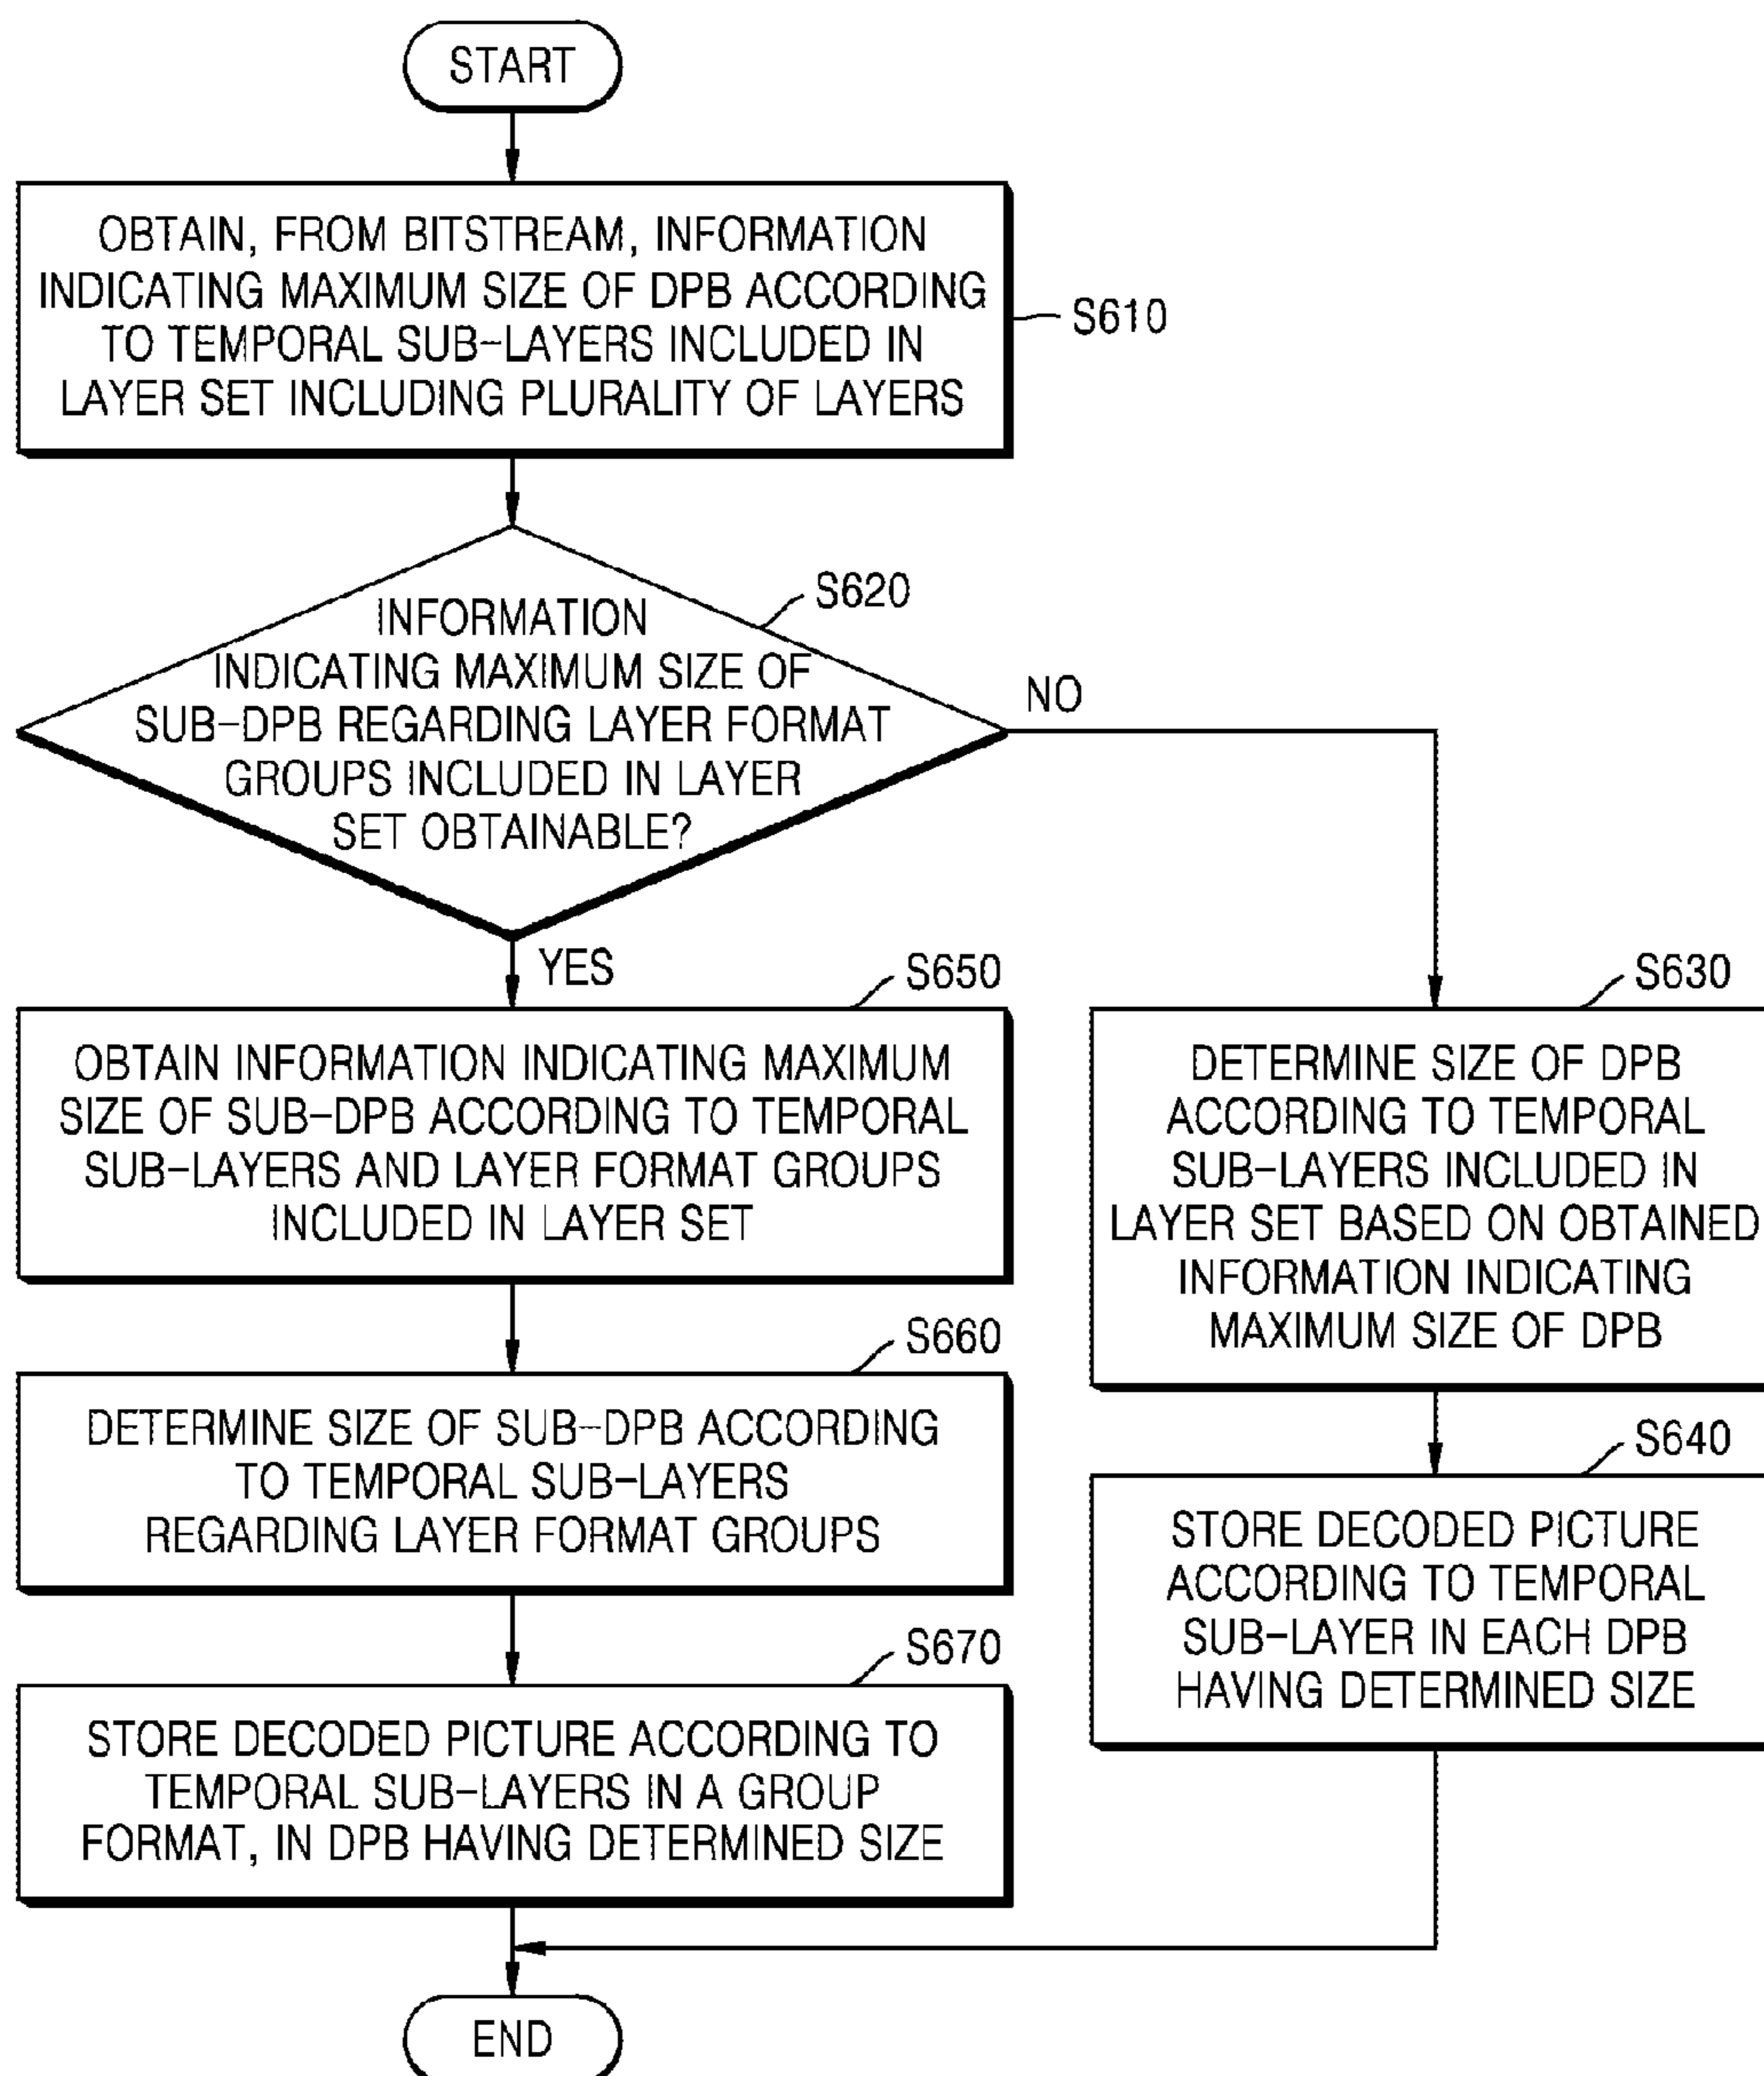 START
OBTAIN, FROM BITSTREAM, INFORMATION
INDICATING MAXIMUM SIZE OF DPB ACCORDING
TO TEMPORAL SUB-LAYERS INCLUDED IN
LAYER SET INCLUDING PLURALITY OF LAYERS
S610
S620
INFORMATION
INDICATING MAXIMUM SIZE OF
SUB-DPB REGARDING LAYER FORMAT
GROUPS INCLUDED IN LAYER
SET OBTAINABLE?
NO
YES
S650
OBTAIN INFORMATION INDICATING MAXIMUM
SIZE OF SUB-DPB ACCORDING TO TEMPORAL
SUB-LAYERS AND LAYER FORMAT GROUPS
INCLUDED IN LAYER SET
S630
DETERMINE SIZE OF DPB
ACCORDING TO TEMPORAL
SUB-LAYERS INCLUDED IN
LAYER SET BASED ON OBTAINED
INFORMATION INDICATING
MAXIMUM SIZE OF DPB
S660
DETERMINE SIZE OF SUB-DPB ACCORDING
TO TEMPORAL SUB-LAYERS
REGARDING LAYER FORMAT GROUPS
S640
STORE DECODED PICTURE
ACCORDING TO TEMPORAL
SUB-LAYER IN EACH DPB
HAVING DETERMINED SIZE
S670
STORE DECODED PICTURE ACCORDING TO
TEMPORAL SUB-LAYERS IN A GROUP
FORMAT, IN DPB HAVING DETERMINED SIZE
END